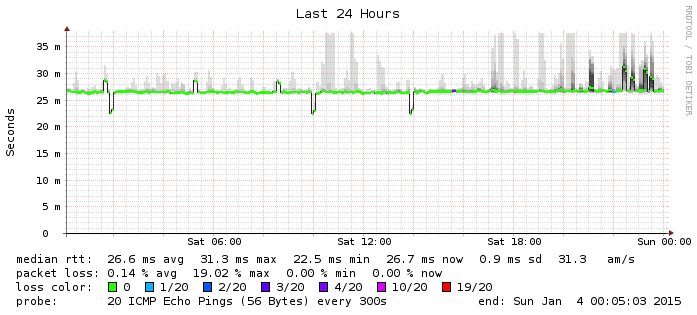 Last 24 Hours
RRDTOOL / TOBI OETIKER
Seconds
35 m
30 m
25 m
20 m
15 m
10 m
5 m
0
Sat 06:00 Sat 12:00 Sat 18:00 Sun 00:00
median rtt: 26.6 ms avg 31.3 ms max 22.5 ms min 26.7 ms now 0.9 ms sd 31.3 am/s
packet loss: 0.14 % avg 19.02 % max 0.00 % min 0.00 % now
loss color: 0 1/20 2/20 3/20 4/20 10/20 19/20
probe: 20 ICMP Echo Pings (56 Bytes) every 300s end: Sun Jan 4 00:05:03 2015